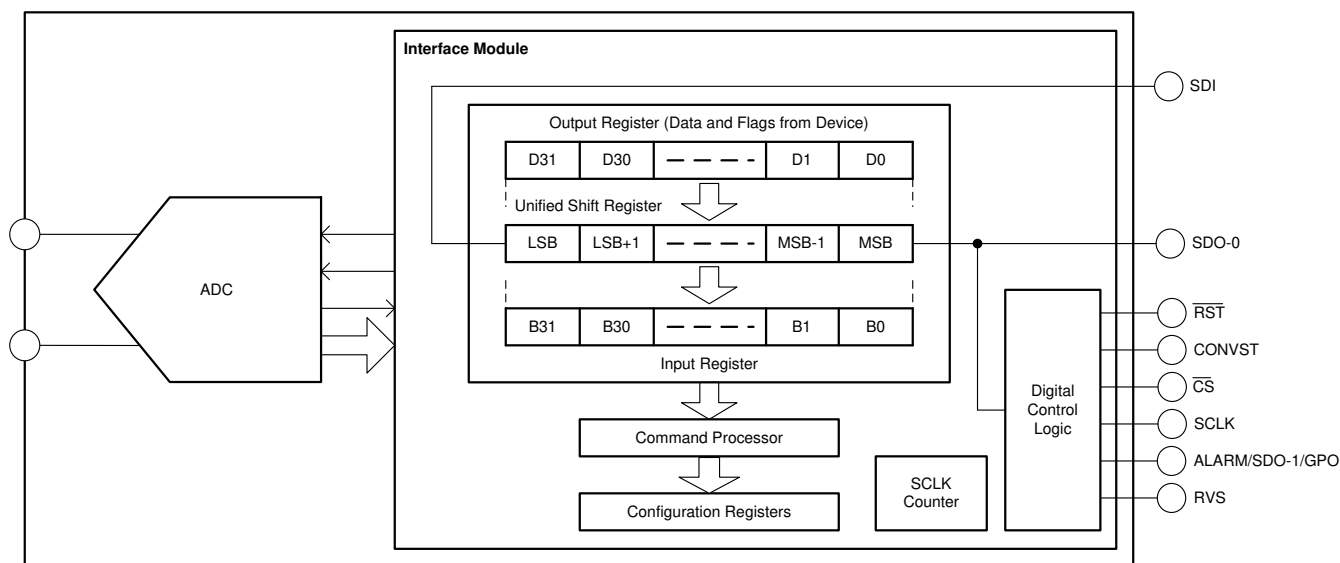 Interface Module
SDI
Output Register (Data and Flags from Device)
D31 D30 D1 D0
Unified Shift Register
LSB LSB+1 MSB-1 MSB
SDO-0
ADC
B31 B30 B1 B0
Input Register
R̅S̅T̅
CONVST
C̅S̅
SCLK
ALARM/SDO-1/GPO
RVS
Digital
Control
Logic
Command Processor
SCLK
Counter
Configuration Registers